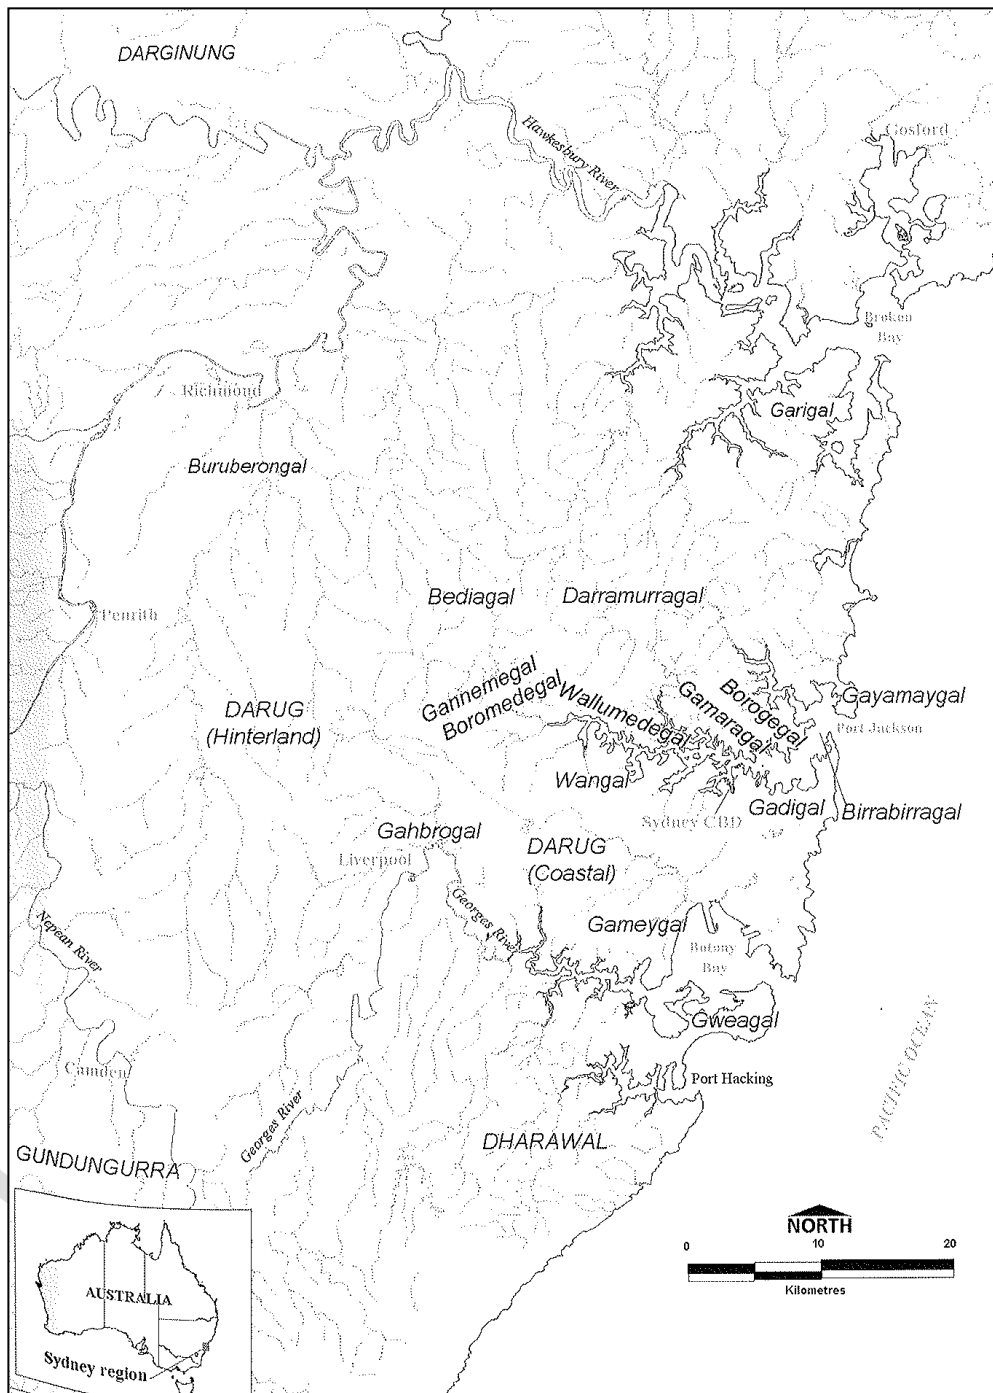 DARGINUNG
Hawkesbury River
Gosford
Broken
Bay
Richmond
Garigal
Buruberongal
Bediagal
Darramurragal
Penrith
Gannemegal
Boromedegal
Wallumedegal
Gamaragal
Borogegal
Gayamaygal
Port Jackson
DARUG
(Hinterland)
Wangal
Sydney CBD
Gadigal
Birrabirragal
Gahbrogal
Liverpool
DARUG
(Coastal)
Georges River
Gameygal
Botany
Bay
Nepean River
Gweagal
Camden
Port Hacking
PACIFIC OCEAN
Georges River
DHARAWAL
GUNDUNGURRA
NORTH
0 10 20
Kilometres
AUSTRALIA
Sydney region